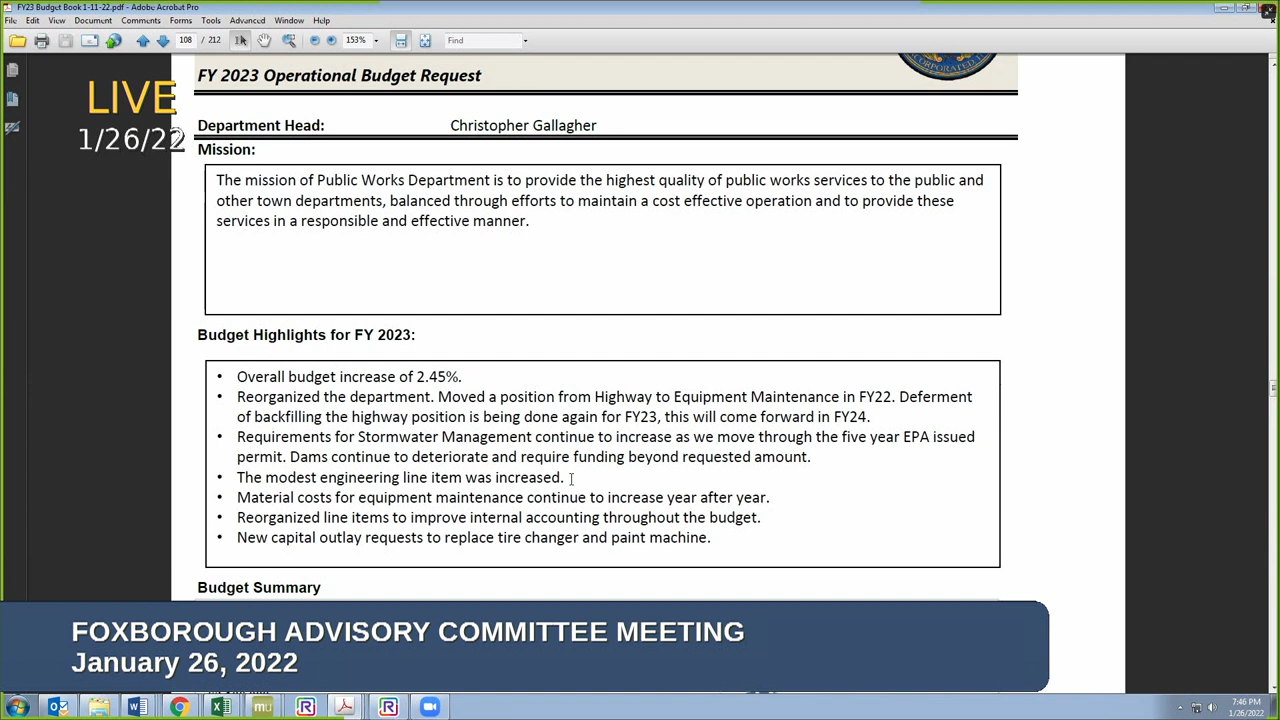 FY23 Budget Book 1-11-22.pdf - Adobe Acrobat Pro
File Edit View Document Comments Forms Tools Advanced Window Help
108 / 212 153% Find
FY 2023 Operational Budget Request
LIVE
1/26/22
Department Head: Christopher Gallagher
Mission:
The mission of Public Works Department is to provide the highest quality of public works services to the public and
other town departments, balanced through efforts to maintain a cost effective operation and to provide these
services in a responsible and effective manner.
Budget Highlights for FY 2023:
• Overall budget increase of 2.45%.
• Reorganized the department. Moved a position from Highway to Equipment Maintenance in FY22. Deferment
of backfilling the highway position is being done again for FY23, this will come forward in FY24.
• Requirements for Stormwater Management continue to increase as we move through the five year EPA issued
permit. Dams continue to deteriorate and require funding beyond requested amount.
• The modest engineering line item was increased.
• Material costs for equipment maintenance continue to increase year after year.
• Reorganized line items to improve internal accounting throughout the budget.
• New capital outlay requests to replace tire changer and paint machine.
Budget Summary
FOXBOROUGH ADVISORY COMMITTEE MEETING
January 26, 2022
mu
7:46 PM
1/26/2022